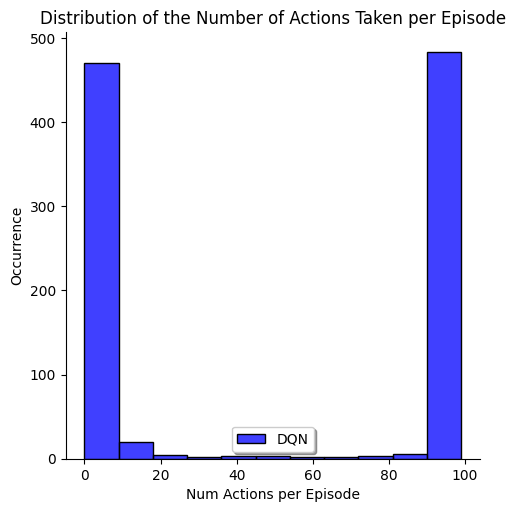 Distribution of the Number of Actions Taken per Episode
500
400
300
200
100
0
Occurrence
DQN
0 20 40 60 80 100
Num Actions per Episode